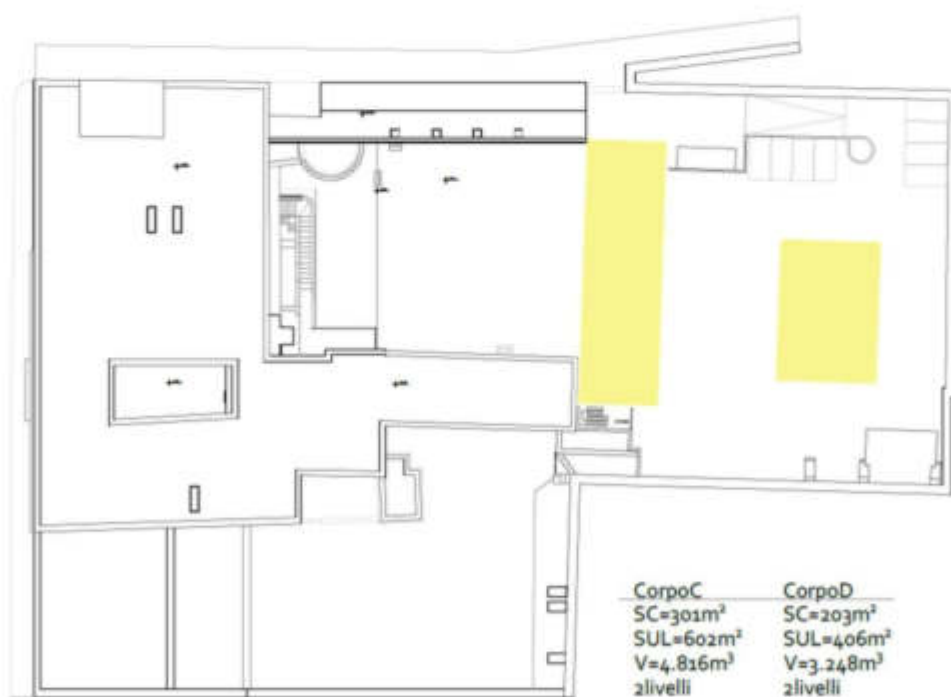 CorpoC CorpoD
SC=301m² SC=203m²
SUL=602m² SUL=406m²
V=4.816m³ V=3.248m³
2livelli 2livelli